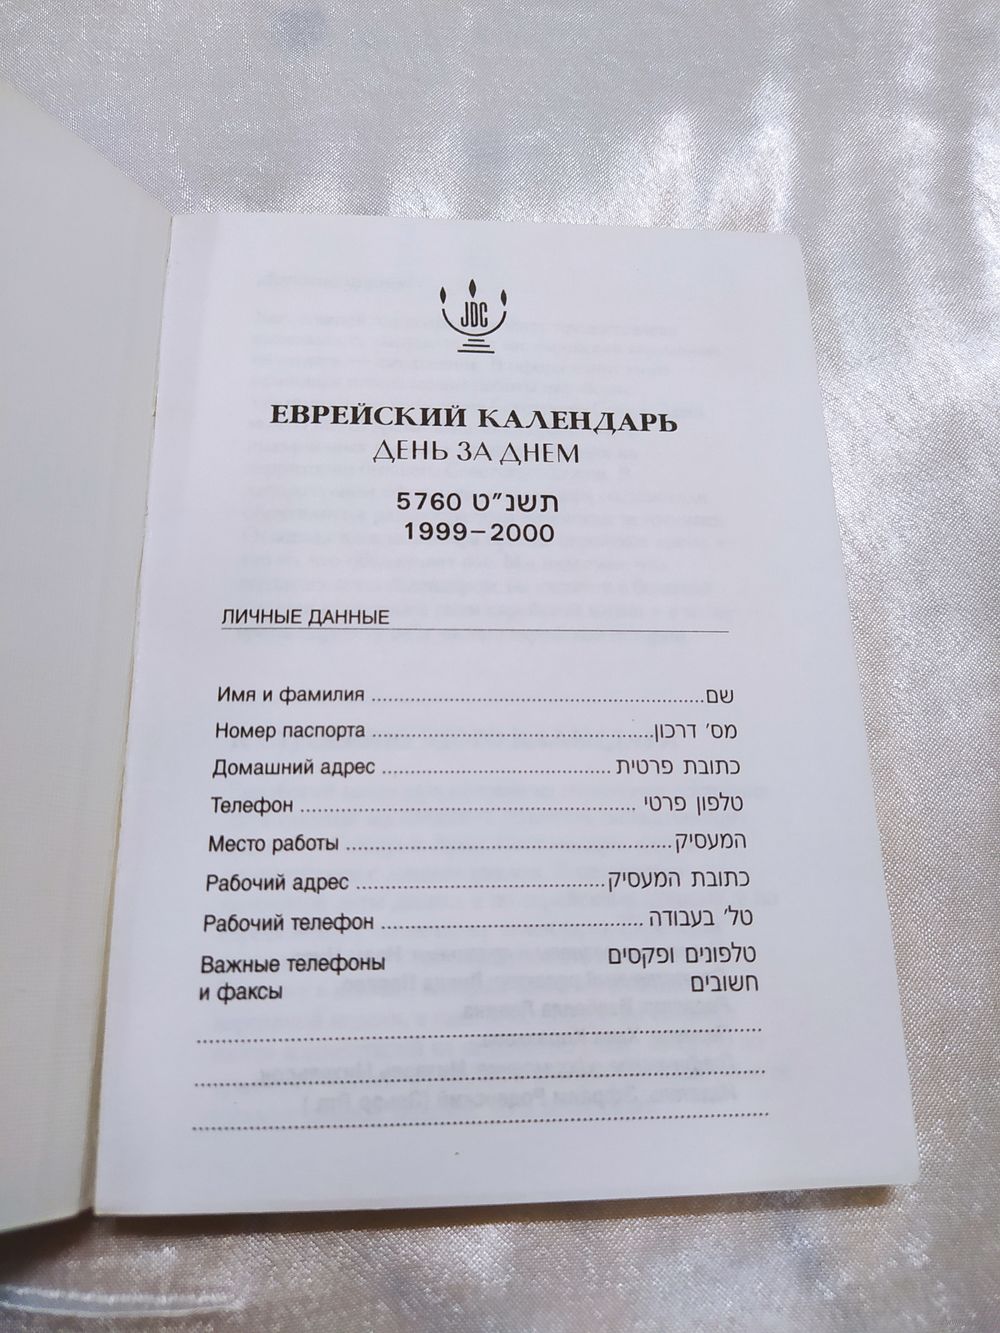 JDC
ЕВРЕЙСКИЙ КАЛЕНДАРЬ
ДЕНЬ ЗА ДНЕМ
5760 תשנ"ט
1999–2000
ЛИЧНЫЕ ДАННЫЕ
Имя и фамилия ........................................ שם
Номер паспорта ........................................ מס' דרכון
Домашний адрес ........................................ כתובת פרטית
Телефон ........................................ טלפון פרטי
Место работы ........................................ המעסיק
Рабочий адрес ........................................ כתובת המעסיק
Рабочий телефон ........................................ טל' בעבודה
Важные телефоны טלפונים ופקסים
и факсы חשובים